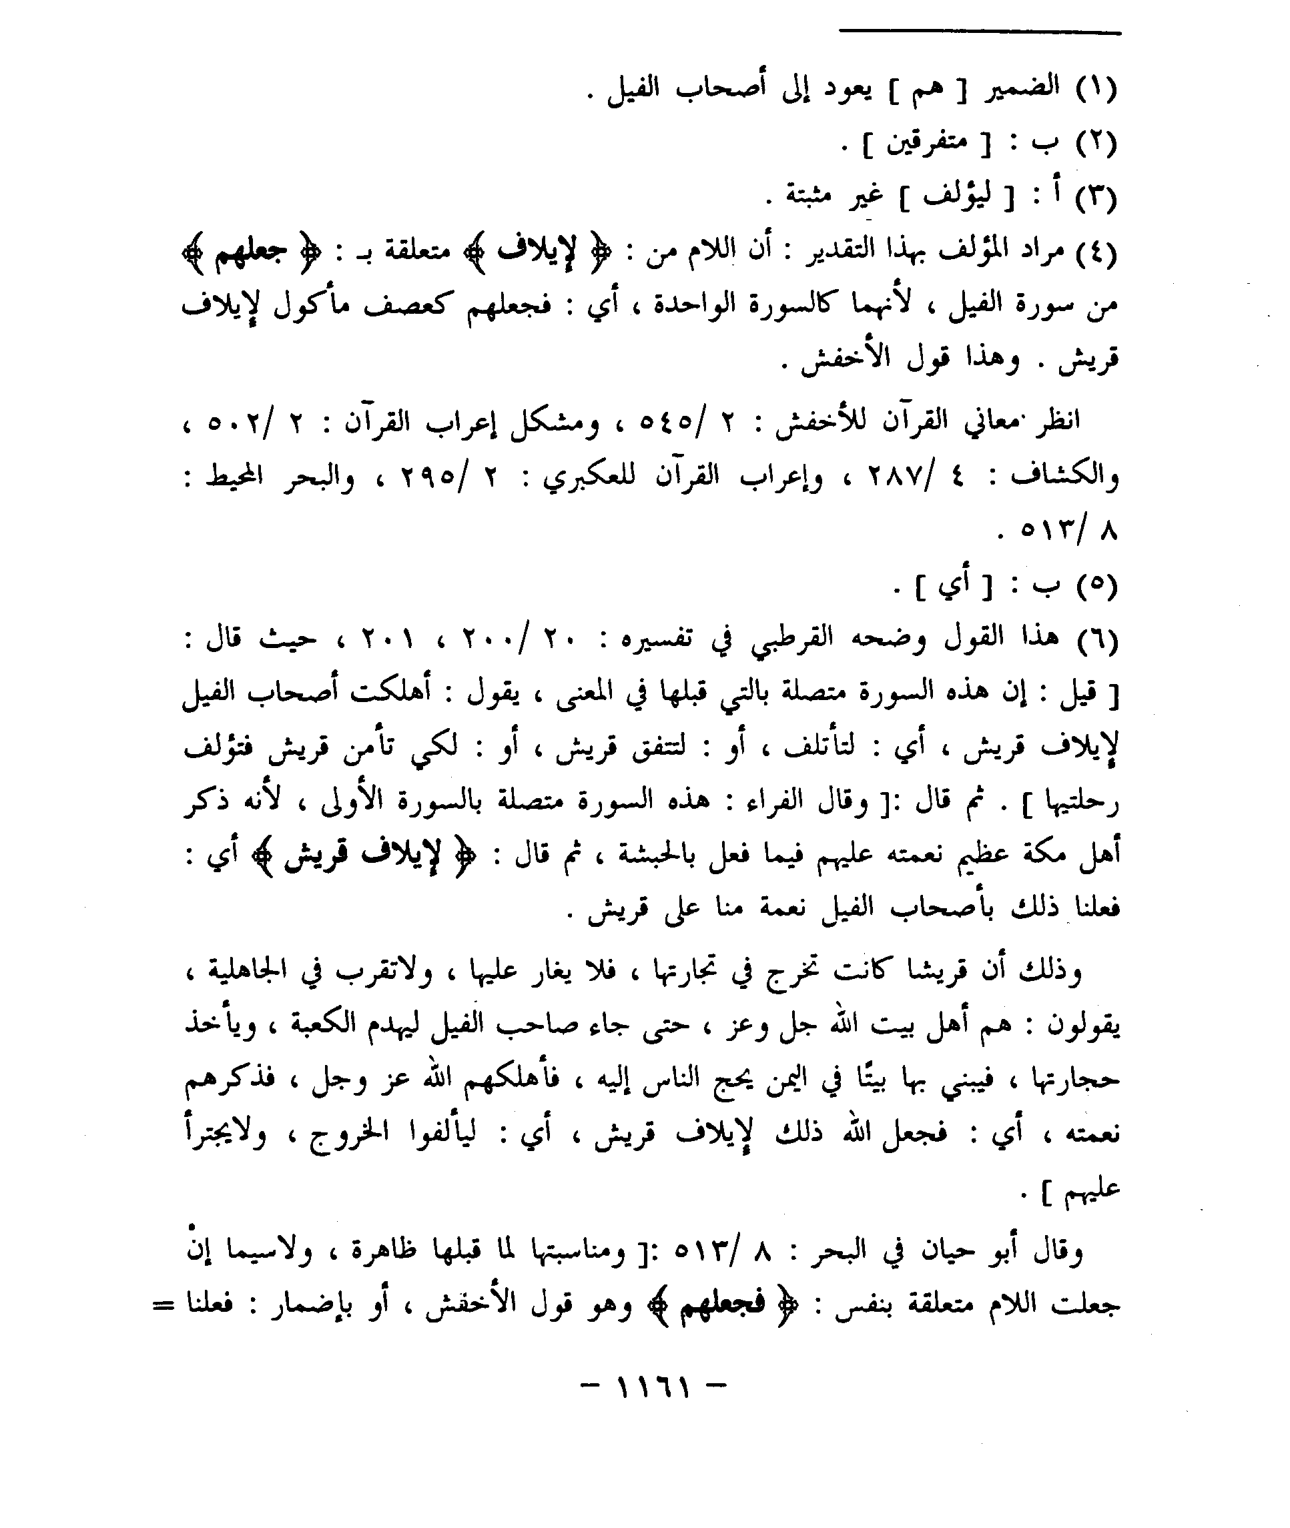 (١) الضمير [ هم ] يعود إلى أصحاب الفيل .
(٢) ب : [ متفرقين ] .
(٣) أ : [ ليؤلف ] غير مثبتة .
(٤) مراد المؤلف بهذا التقدير : أن اللام من : ﴿ لإيلاف ﴾ متعلقة بـ : ﴿ جعلهم ﴾
من سورة الفيل ، لأنهما كالسورة الواحدة ، أي : فجعلهم كعصف مأكول لإيلاف
قريش . وهذا قول الأخفش .
انظر معاني القرآن للأخفش : ٢ /٥٤٥ ، ومشكل إعراب القرآن : ٢ /٥٠٢ ،
والكشاف : ٤ /٢٨٧ ، وإعراب القرآن للعكبري : ٢ /٢٩٥ ، والبحر المحيط :
٨ /٥١٣ .
(٥) ب : [ أي ] .
(٦) هذا القول وضحه القرطبي في تفسيره : ٢٠ /٢٠٠ ، ٢٠١ ، حيث قال :
[ قيل : إن هذه السورة متصلة بالتي قبلها في المعنى ، يقول : أهلكت أصحاب الفيل
لإيلاف قريش ، أي : لتأتلف ، أو : لتتفق قريش ، أو : لكي تأمن قريش فتؤلف
رحلتيها ] . ثم قال :[ وقال الفراء : هذه السورة متصلة بالسورة الأولى ، لأنه ذكر
أهل مكة عظيم نعمته عليهم فيما فعل بالحبشة ، ثم قال : ﴿ لإيلاف قريش ﴾ أي :
فعلنا ذلك بأصحاب الفيل نعمة منا على قريش .
وذلك أن قريشا كانت تخرج في تجارتها ، فلا يغار عليها ، ولاتقرب في الجاهلية ،
يقولون : هم أهل بيت الله جل وعز ، حتى جاء صاحب الفيل ليهدم الكعبة ، ويأخذ
حجارتها ، فيبني بها بيتًا في اليمن يحج الناس إليه ، فأهلكهم الله عز وجل ، فذكرهم
نعمته ، أي : فجعل الله ذلك لإيلاف قريش ، أي : ليألفوا الخروج ، ولايجترأ
عليهم ] .
وقال أبو حيان في البحر : ٨ /٥١٣ :[ ومناسبتها لما قبلها ظاهرة ، ولاسيما إنْ
جعلت اللام متعلقة بنفس : ﴿ فجعلهم ﴾ وهو قول الأخفش ، أو بإضمار : فعلنا =
– ١١٦١ –